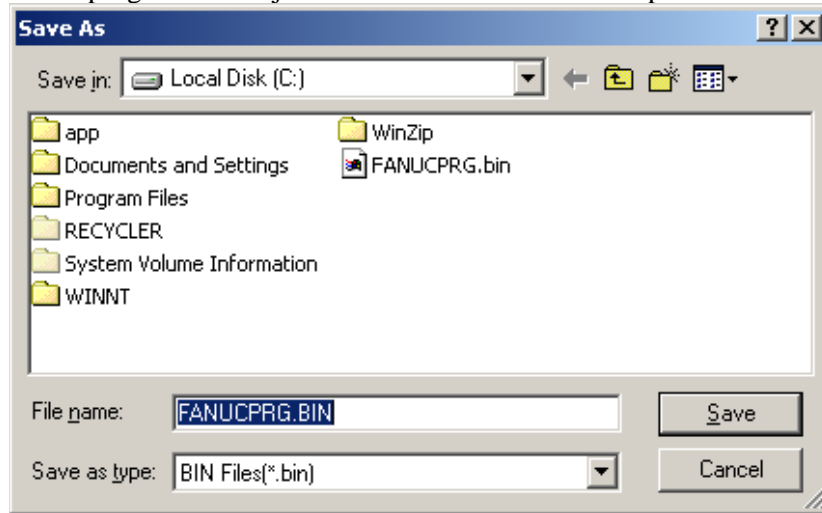 Save As
Save in: Local Disk (C:)
app
Documents and Settings
Program Files
RECYCLER
System Volume Information
WINNT
WinZip
FANUCPRG.bin
File name: FANUCPRG.BIN Save
Save as type: BIN Files(*.bin) Cancel